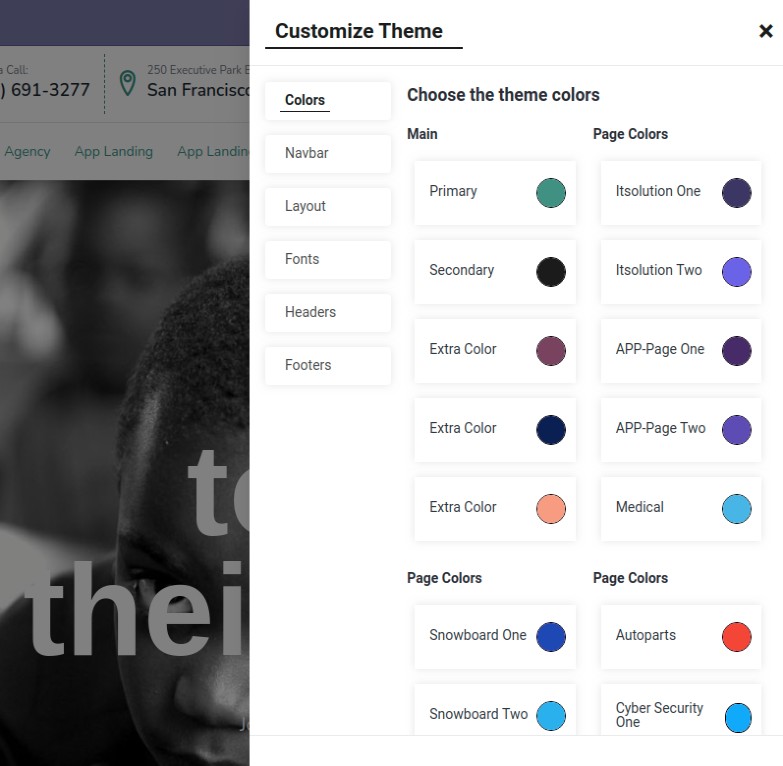 Customize Theme
a Call:
) 691-3277
250 Executive Park
San Francisco
Agency
App Landing
App Landing
to
thei
Colors
Navbar
Layout
Fonts
Headers
Footers
Choose the theme colors
Main
Page Colors
Primary
Itsolution One
Secondary
Itsolution Two
Extra Color
APP-Page One
Extra Color
APP-Page Two
Extra Color
Medical
Page Colors
Page Colors
Snowboard One
Autoparts
Snowboard Two
Cyber Security
One